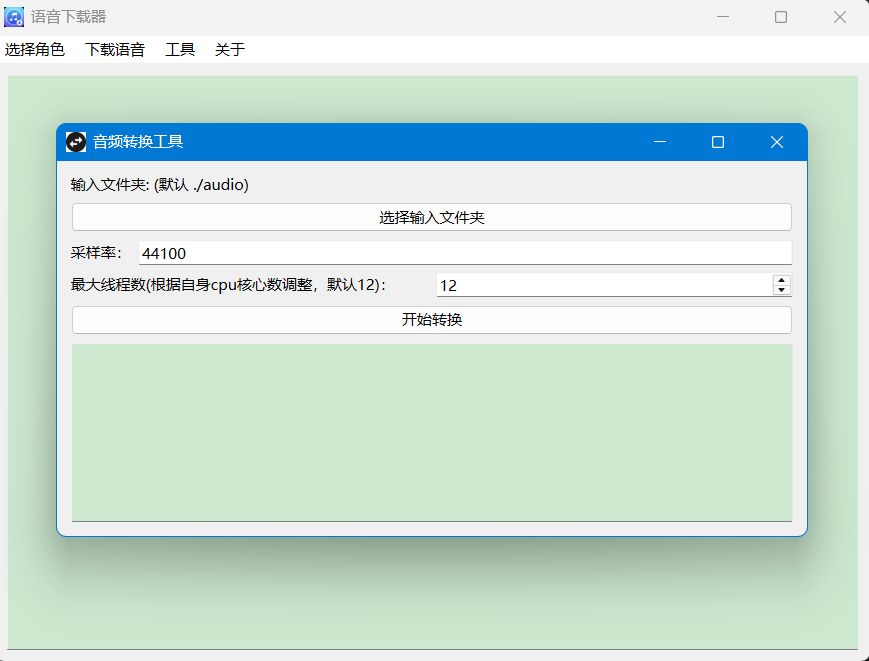 语音下载器
选择角色 下载语音 工具 关于
音频转换工具
输入文件夹: (默认 ./audio)
选择输入文件夹
采样率： 44100
最大线程数(根据自身cpu核心数调整，默认12)： 12
开始转换